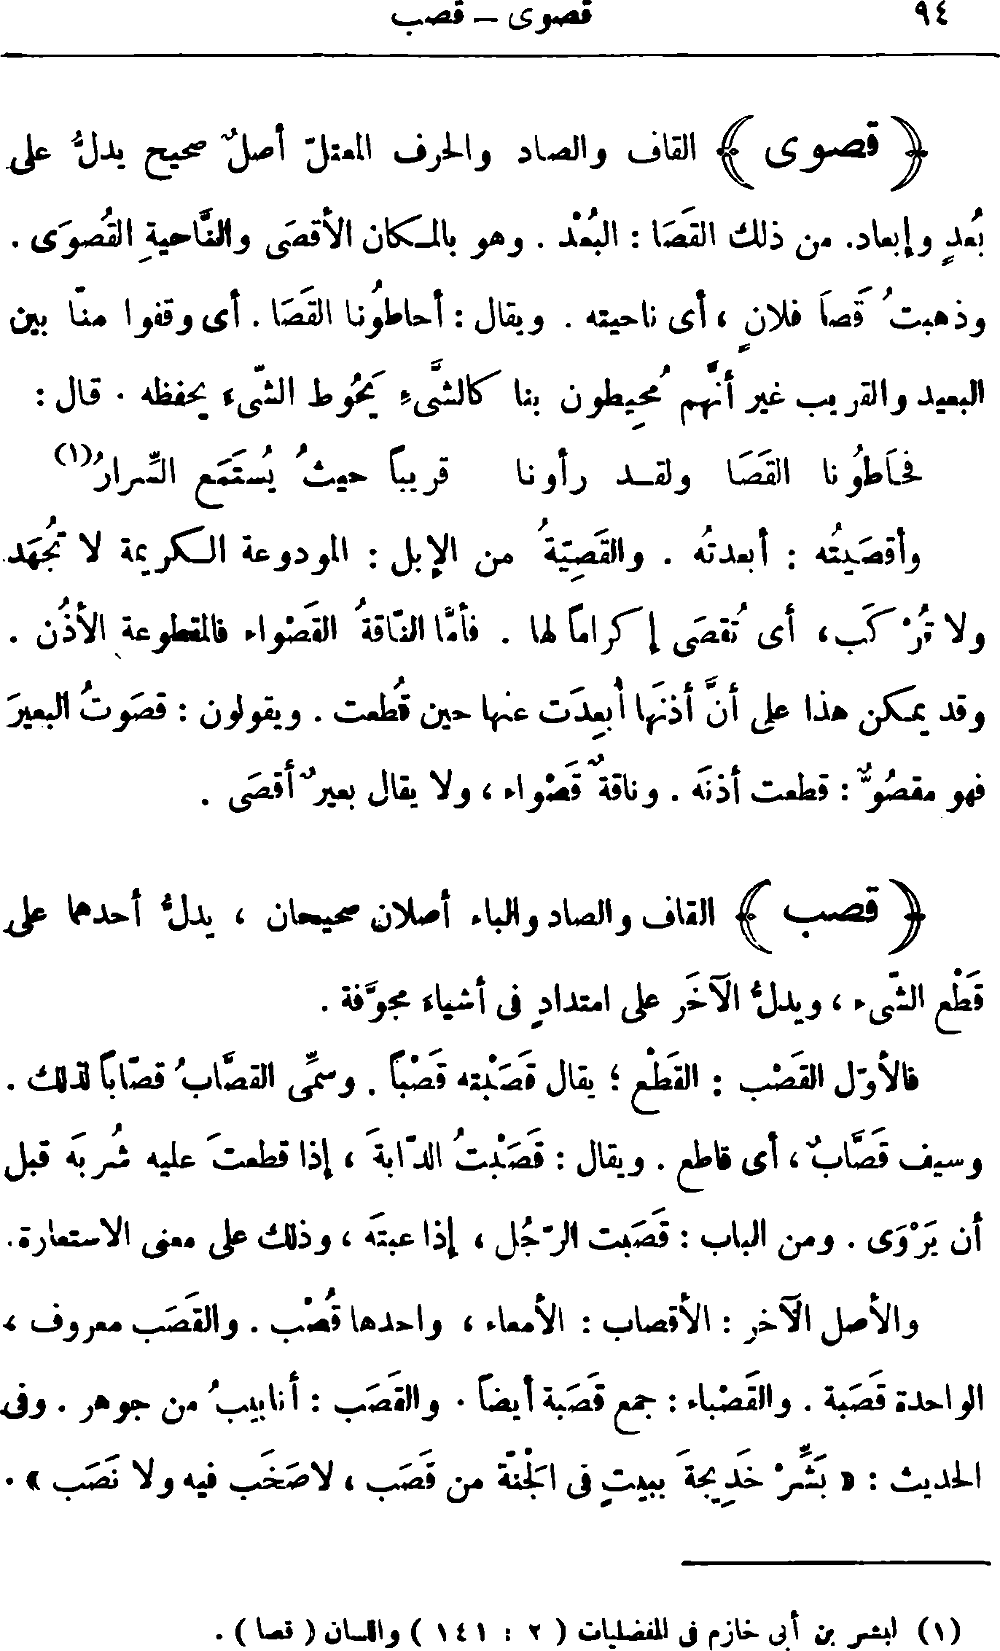 ٩٤ قصوى – قصب
﴿ قصوى ﴾ القاف والصاد والحرف المعتلّ أصلٌ صحيح يدلُّ على
بُعدٍ وإبعاد. من ذلك القَصَا : البُعْد . وهو بالمكان الأقصَى والنَّاحيةِ القُصوَى .
وذهبتُ قَصاَ فلانٍ ، أى ناحيته . ويقال : أحاطُونا القَصَا . أى وقفوا منّا بين
البعيد والقريب غير أنَّهم مُحِيطون بنا كالشَّىءِ يَحُوط الشّىءَ يحفظه . قال :
فحَاطُونا القَصَا ولقد رأونا قريباً حيثُ يُستَمَع السِّرارُ (١)
وأقصَيتُه : أبعدتُه . والقَصِيّةُ من الإبل : المودوعة الكريمة لا تُجْهَد
ولا تُرْكَب، أى تُقصَى إكراماً لها . فأمَّا النّاقةُ القَصْواء فالمقطوعة الأذُن .
وقد يمكن هذا على أنَّ أذنَها أُبعِدَت عنها حين قُطعت . ويقولون : قصَوتُ البعيرَ
فهو مقصُوٌّ : قطعت أذنَه . وناقةٌ قَصْواء ، ولا يقال بعيرٌ أقصَى .
﴿ قصب ﴾ القاف والصاد والباء أصلان صحيحان ، يدلُّ أحدهما على
قَطْع الشّىء ، ويدلُّ الآخَر على امتدادٍ فى أشياءَ مجوَّفة .
فالأوّل القَصْب : القَطْع ؛ يقال قَصَبْته قَصْباً . وسمِّى القصَّابُ قصّاباً لذلك .
وسيف قَصَّابٌ ، أى قاطع . ويقال : قَصَبْتُ الدّابةَ ، إذا قطعتَ عليه شُربَه قبل
أن يَرْوَى . ومن الباب : قَصَبت الرّجُل ، إذا عبتَه ، وذلك على معنى الاستعارة.
والأصل الآخر : الأقصاب : الأمعاء ، واحدها قُصْب . والقَصَب معروف ،
الواحدة قَصَبة . والقَصْباء : جمع قَصَبة أيضاً . والقَصَب : أنابيبُ من جوهر . وفى
الحديث : « بَشِّرْ خَدِيجةَ ببيتٍ فى الجْنّة من قَصَب ، لا صَخَب فيه ولا نَصَب » .
(١) لبشر بن أبى خازم فى المفضليات ( ٢ : ١٤١ ) واللسان ( قصا ) .